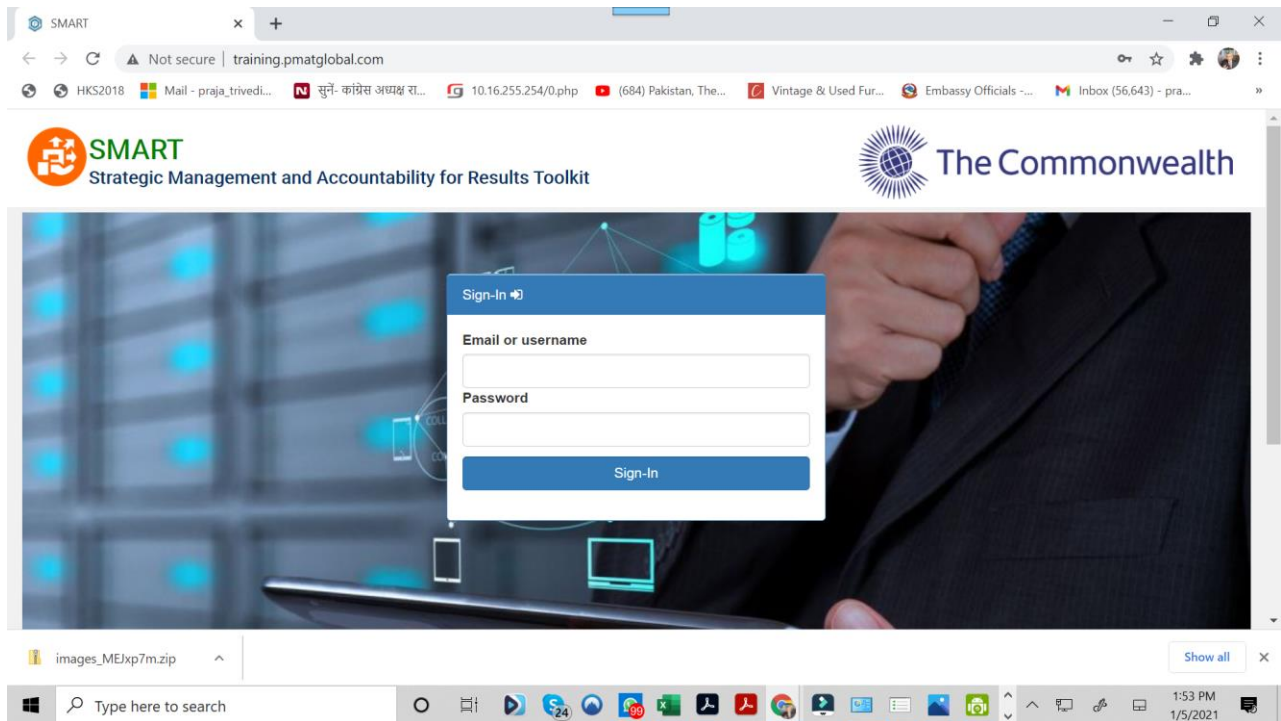 SMART
Not secure | training.pmatglobal.com
HKS2018 Mail - praja_trivedi... सुनें- कांग्रेस अध्यक्ष रा... 10.16.255.254/0.php (684) Pakistan, The... Vintage & Used Fur... Embassy Officials -... Inbox (56,643) - pra... »
SMART
Strategic Management and Accountability for Results Toolkit
The Commonwealth
Sign-In
Email or username
Password
Sign-In
images_MEJxp7m.zip
Show all
Type here to search
24
99
1:53 PM
1/5/2021